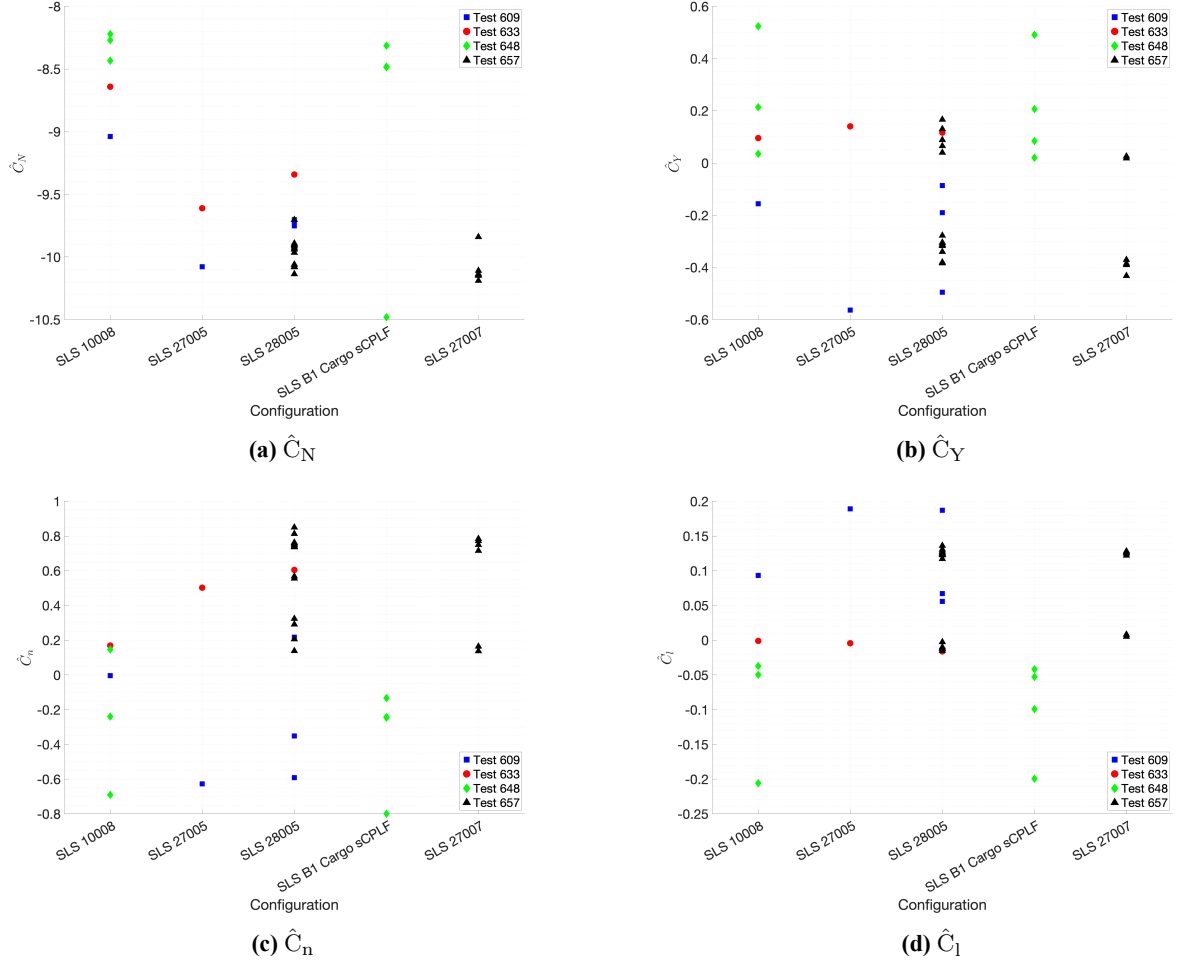 -8
-8.5
-9
-9.5
-10
-10.5
Ĉ_N
Test 609
Test 633
Test 648
Test 657
SLS 10008
SLS 27005
SLS 28005
SLS B1 Cargo sCPLF
SLS 27007
Configuration
(a) Ĉ_N
0.6
0.4
0.2
0
-0.2
-0.4
-0.6
Ĉ_Y
Test 609
Test 633
Test 648
Test 657
SLS 10008
SLS 27005
SLS 28005
SLS B1 Cargo sCPLF
SLS 27007
Configuration
(b) Ĉ_Y
1
0.8
0.6
0.4
0.2
0
-0.2
-0.4
-0.6
-0.8
Ĉ_n
Test 609
Test 633
Test 648
Test 657
SLS 10008
SLS 27005
SLS 28005
SLS B1 Cargo sCPLF
SLS 27007
Configuration
(c) Ĉ_n
0.2
0.15
0.1
0.05
0
-0.05
-0.1
-0.15
-0.2
-0.25
Ĉ_l
Test 609
Test 633
Test 648
Test 657
SLS 10008
SLS 27005
SLS 28005
SLS B1 Cargo sCPLF
SLS 27007
Configuration
(d) Ĉ_l